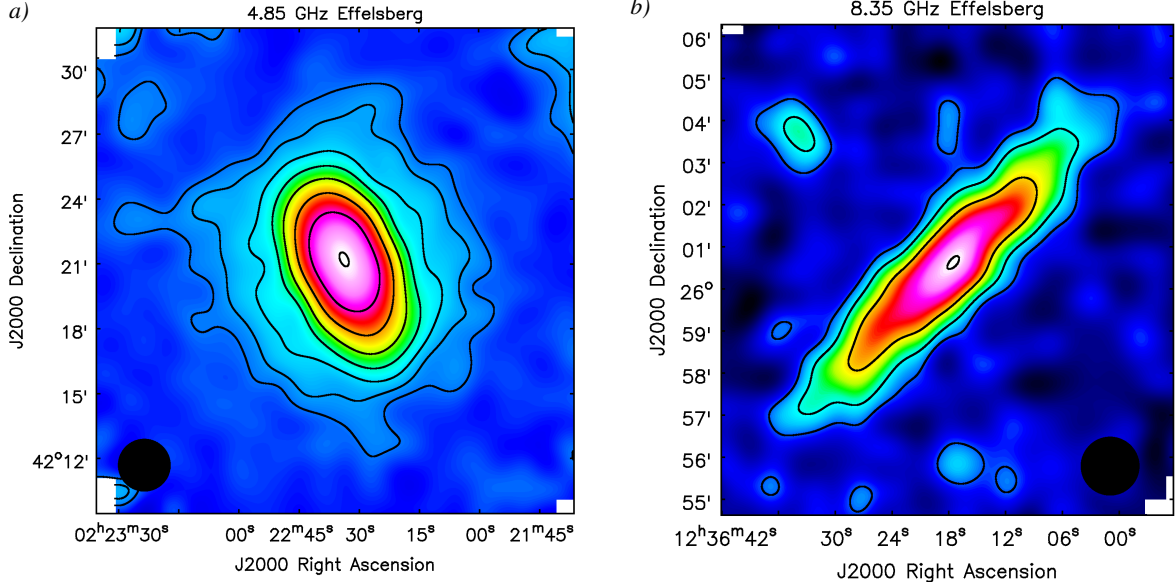 a)
4.85 GHz Effelsberg
J2000 Declination
30'
27'
24'
21'
18'
15'
42°12'
02ʰ23ᵐ30ˢ 00ˢ 22ᵐ45ˢ 30ˢ 15ˢ 00ˢ 21ᵐ45ˢ
J2000 Right Ascension
b)
8.35 GHz Effelsberg
J2000 Declination
06'
05'
04'
03'
02'
01'
26°
59'
58'
57'
56'
55'
12ʰ36ᵐ42ˢ 30ˢ 18ˢ 12ˢ 06ˢ 00ˢ
J2000 Right Ascension